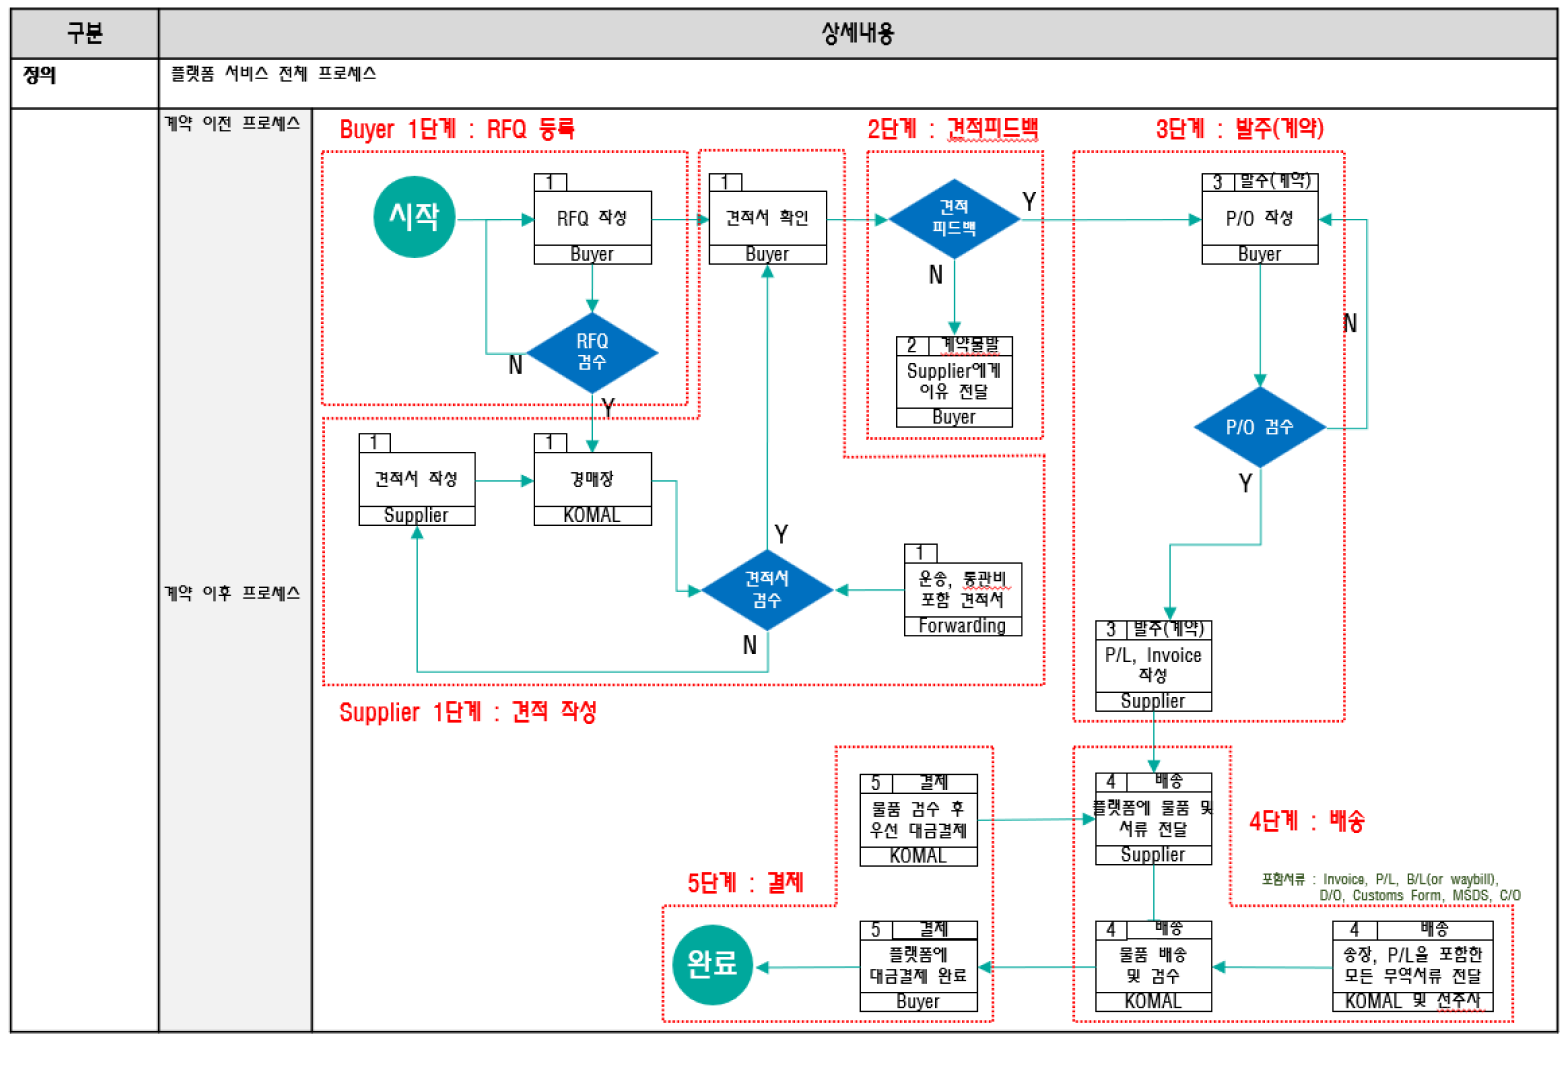 구분
상세내용
정의
플랫폼 서비스 전체 프로세스
계약 이전 프로세스
Buyer 1단계 : RFQ 등록
2단계 : 견적피드백
3단계 : 발주(계약)
시작
1
RFQ 작성
Buyer
1
견적서 확인
Buyer
견적
피드백
Y
N
3 발주(계약)
P/O 작성
Buyer
RFQ
검수
N
Y
2 계약불발
Supplier에게
이유 전달
Buyer
N
P/O 검수
Y
1
견적서 작성
Supplier
1
경매장
KOMAL
Y
견적서
검수
N
1
운송, 통관비
포함 견적서
Forwarding
계약 이후 프로세스
3 발주(계약)
P/L, Invoice
작성
Supplier
Supplier 1단계 : 견적 작성
5 결제
물품 검수 후
우선 대금결제
KOMAL
4 배송
플랫폼에 물품 및
서류 전달
Supplier
4단계 : 배송
5단계 : 결제
포함서류 : Invoice, P/L, B/L(or waybill),
D/O, Customs Form, MSDS, C/O
완료
5 결제
플랫폼에
대금결제 완료
Buyer
4 배송
물품 배송
및 검수
KOMAL
4 배송
송장, P/L을 포함한
모든 무역서류 전달
KOMAL 및 선주사